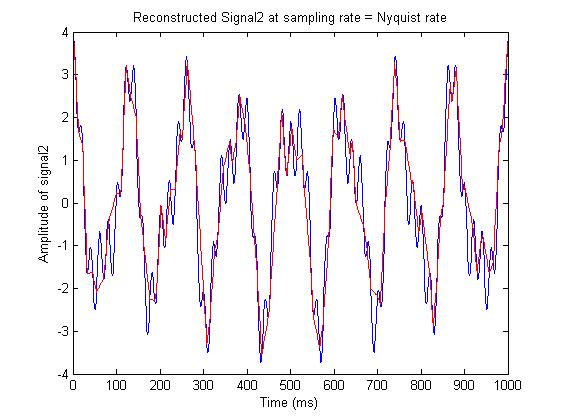 Reconstructed Signal2 at sampling rate = Nyquist rate
4
3
2
1
0
-1
-2
-3
-4
Amplitude of signal2
0 100 200 300 400 500 600 700 800 900 1000
Time (ms)